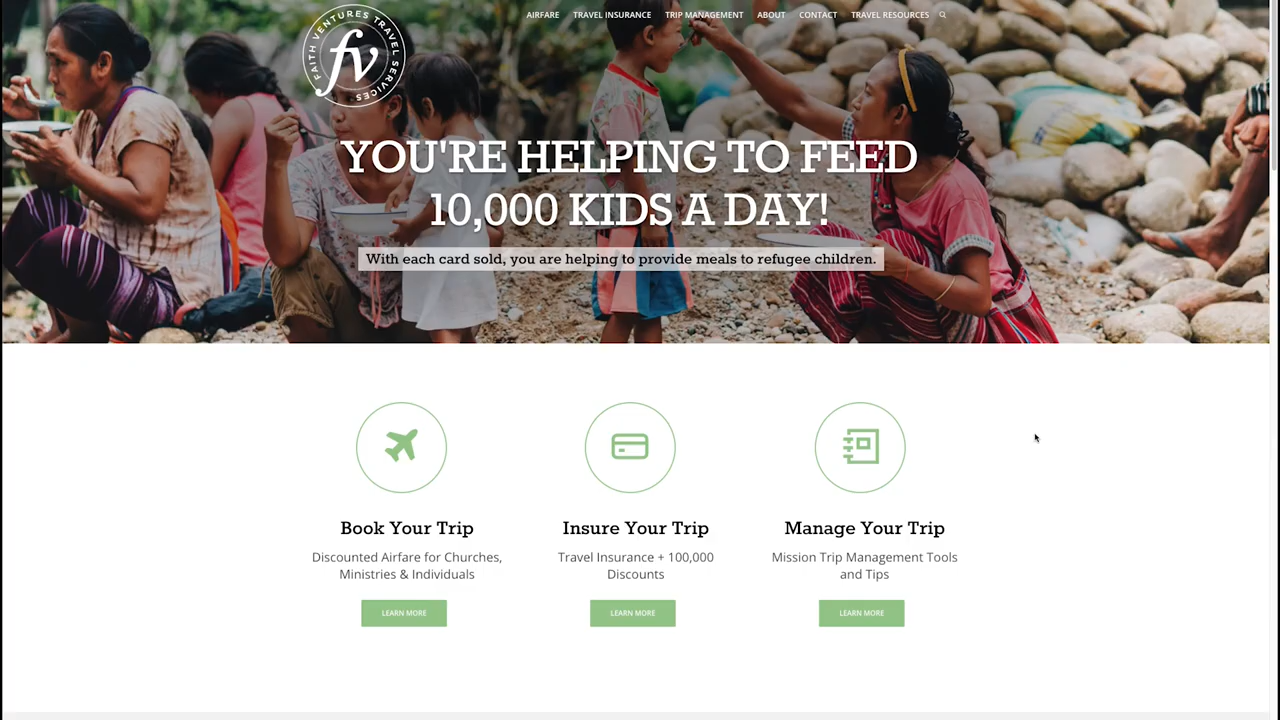 FAITH VENTURES TRAVEL SERVICES
fv
AIRFARE TRAVEL INSURANCE TRIP MANAGEMENT ABOUT CONTACT TRAVEL RESOURCES
YOU'RE HELPING TO FEED
10,000 KIDS A DAY!
With each card sold, you are helping to provide meals to refugee children.
Book Your Trip
Discounted Airfare for Churches,
Ministries & Individuals
LEARN MORE
Insure Your Trip
Travel Insurance + 100,000
Discounts
LEARN MORE
Manage Your Trip
Mission Trip Management Tools
and Tips
LEARN MORE